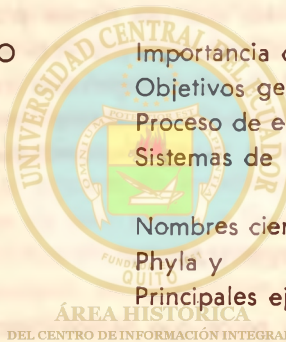 O
Importancia
Objetivos ge
Proceso de e
Sistemas de
Nombres cien
Phyla y
Principales ej
UNIVERSIDAD CENTRAL DEL ECUADOR
QUITO
ÁREA HISTÓRICA
DEL CENTRO DE INFORMACIÓN INTEGRAL